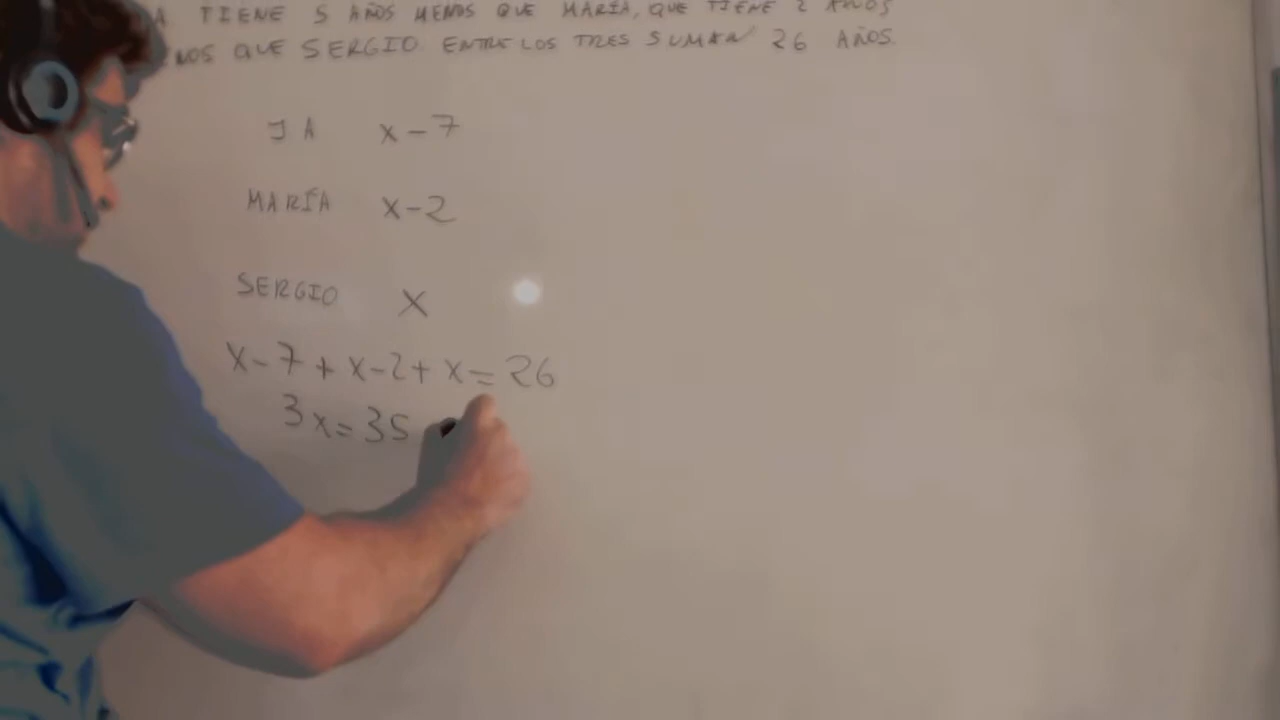 A TIENE 5 AÑOS MENOS QUE MARÍA, QUE TIENE 2 AÑOS
NOS QUE SERGIO ENTRE LOS TRES SUMAN 26 AÑOS.
J A x-7
MARÍA x-2
SERGIO x
x-7+x-2+x=26
3x=35